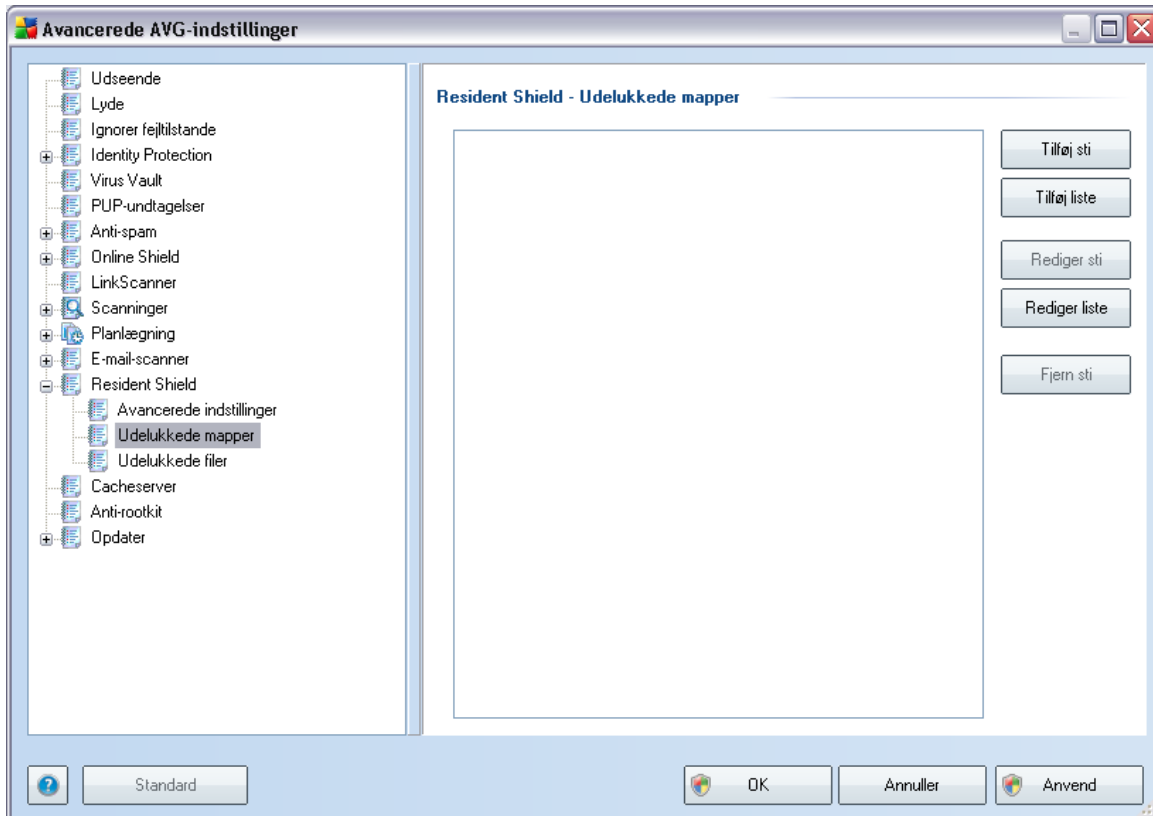 Avancerede AVG-indstillinger
Udseende
Lyde
Ignorer fejltilstande
Identity Protection
Virus Vault
PUP-undtagelser
Anti-spam
Online Shield
LinkScanner
Scanninger
Planlægning
E-mail-scanner
Resident Shield
Avancerede indstillinger
Udelukkede mapper
Udelukkede filer
Cacheserver
Anti-rootkit
Opdater
Resident Shield - Udelukkede mapper
Tilføj sti
Tilføj liste
Rediger sti
Rediger liste
Fjern sti
Standard
OK
Annuller
Anvend